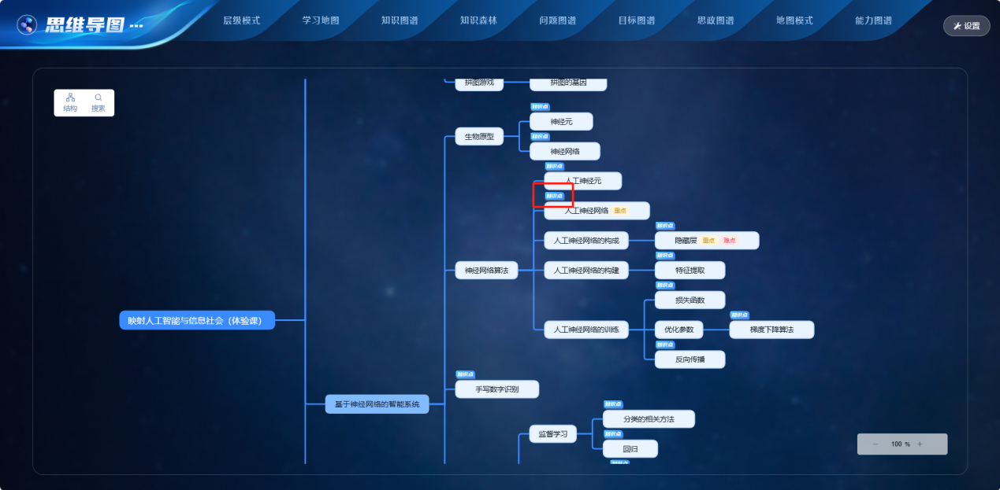 思维导图 ...
层级模式
学习地图
知识图谱
知识森林
问题图谱
目标图谱
思政图谱
地图模式
能力图谱
设置
结构
搜索
拼图游戏
拼图的基因
知识点
神经元
生物原型
知识点
神经网络
知识点
人工神经元
知识点
人工神经网络 重点
知识点
人工神经网络的构成
隐藏层 重点 难点
知识点
神经网络算法
人工神经网络的构建
特征提取
知识点
损失函数
知识点
映射人工智能与信息社会（体验课）
人工神经网络的训练
优化参数
梯度下降算法
知识点
反向传播
知识点
手写数字识别
基于神经网络的智能系统
知识点
分类的相关方法
监督学习
知识点
回归
知识点
－ 100 % ＋